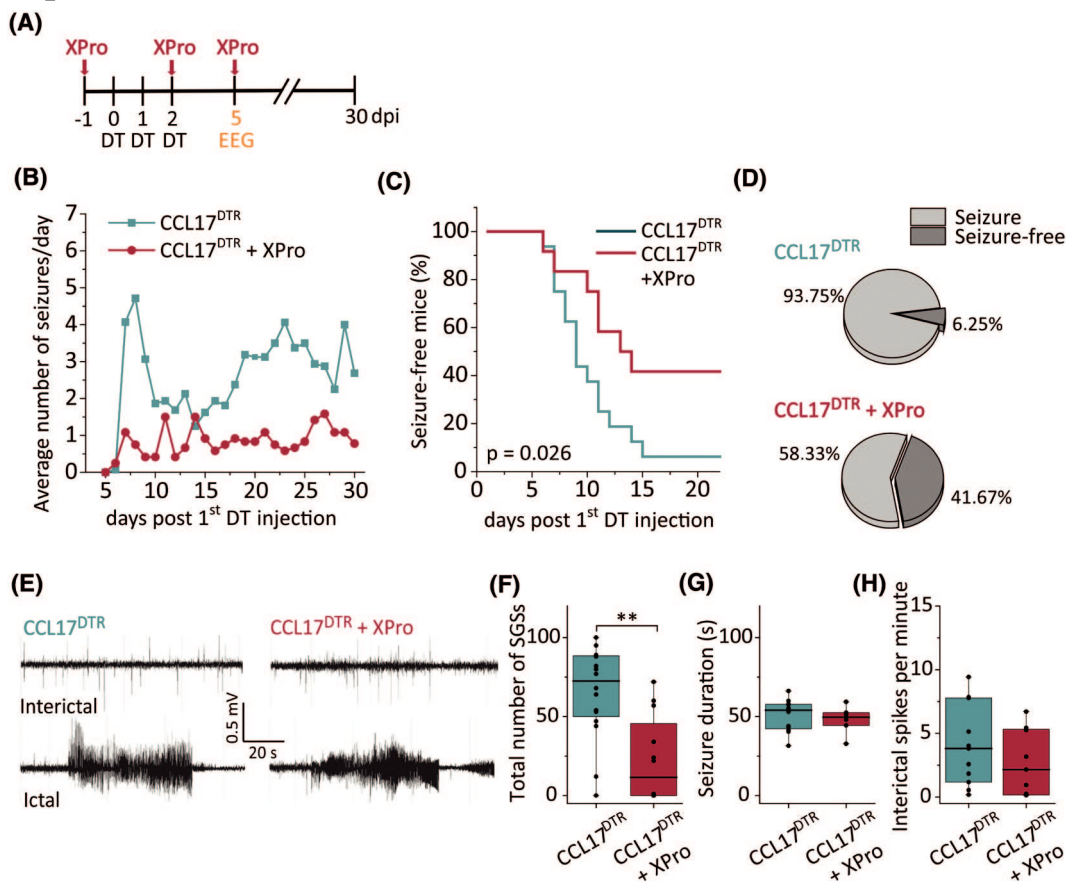 (A)
XPro XPro XPro
-1 0 1 2 5 30 dpi
DT DT DT EEG
(B)
Average number of seizures/day
7
6
5
4
3
2
1
0
CCL17DTR
CCL17DTR + XPro
5 10 15 20 25 30
days post 1st DT injection
(C)
Seizure-free mice (%)
100
80
60
40
20
0
CCL17DTR
CCL17DTR
+XPro
p = 0.026
0 5 10 15 20
days post 1st DT injection
(D)
Seizure
Seizure-free
CCL17DTR
93.75%
6.25%
CCL17DTR + XPro
58.33%
41.67%
(E)
CCL17DTR CCL17DTR + XPro
Interictal
0.5 mV
20 s
Ictal
(F)
Total number of SGSs
100
50
0
**
CCL17DTR
CCL17DTR
+ XPro
(G)
Seizure duration (s)
100
50
0
CCL17DTR
CCL17DTR
+ XPro
(H)
Interictal spikes per minute
15
10
5
0
CCL17DTR
CCL17DTR
+ XPro